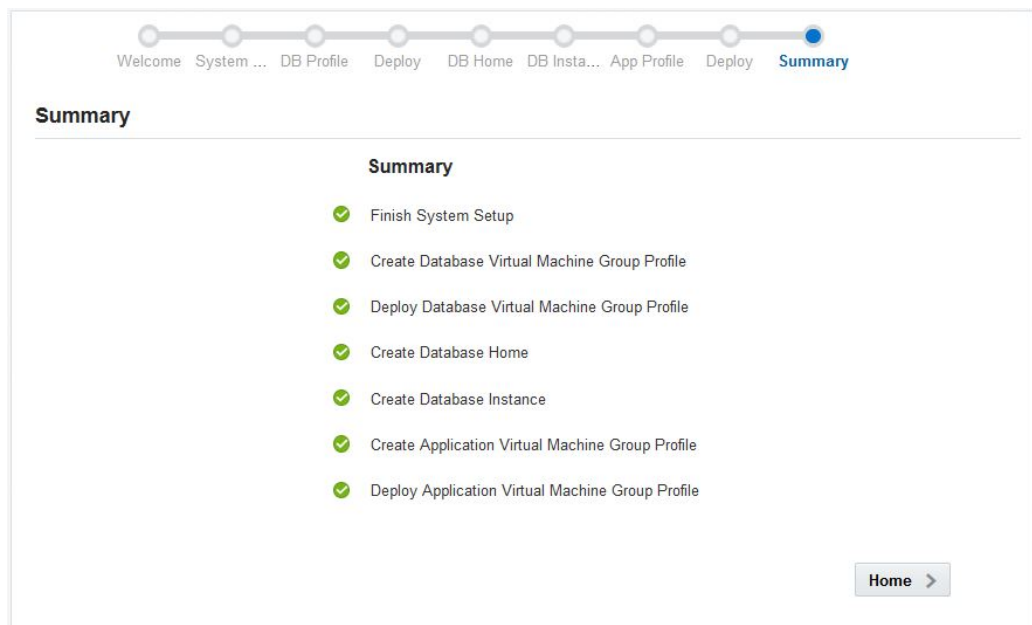 Welcome System ... DB Profile Deploy DB Home DB Insta... App Profile Deploy Summary
Summary
Summary
Finish System Setup
Create Database Virtual Machine Group Profile
Deploy Database Virtual Machine Group Profile
Create Database Home
Create Database Instance
Create Application Virtual Machine Group Profile
Deploy Application Virtual Machine Group Profile
Home